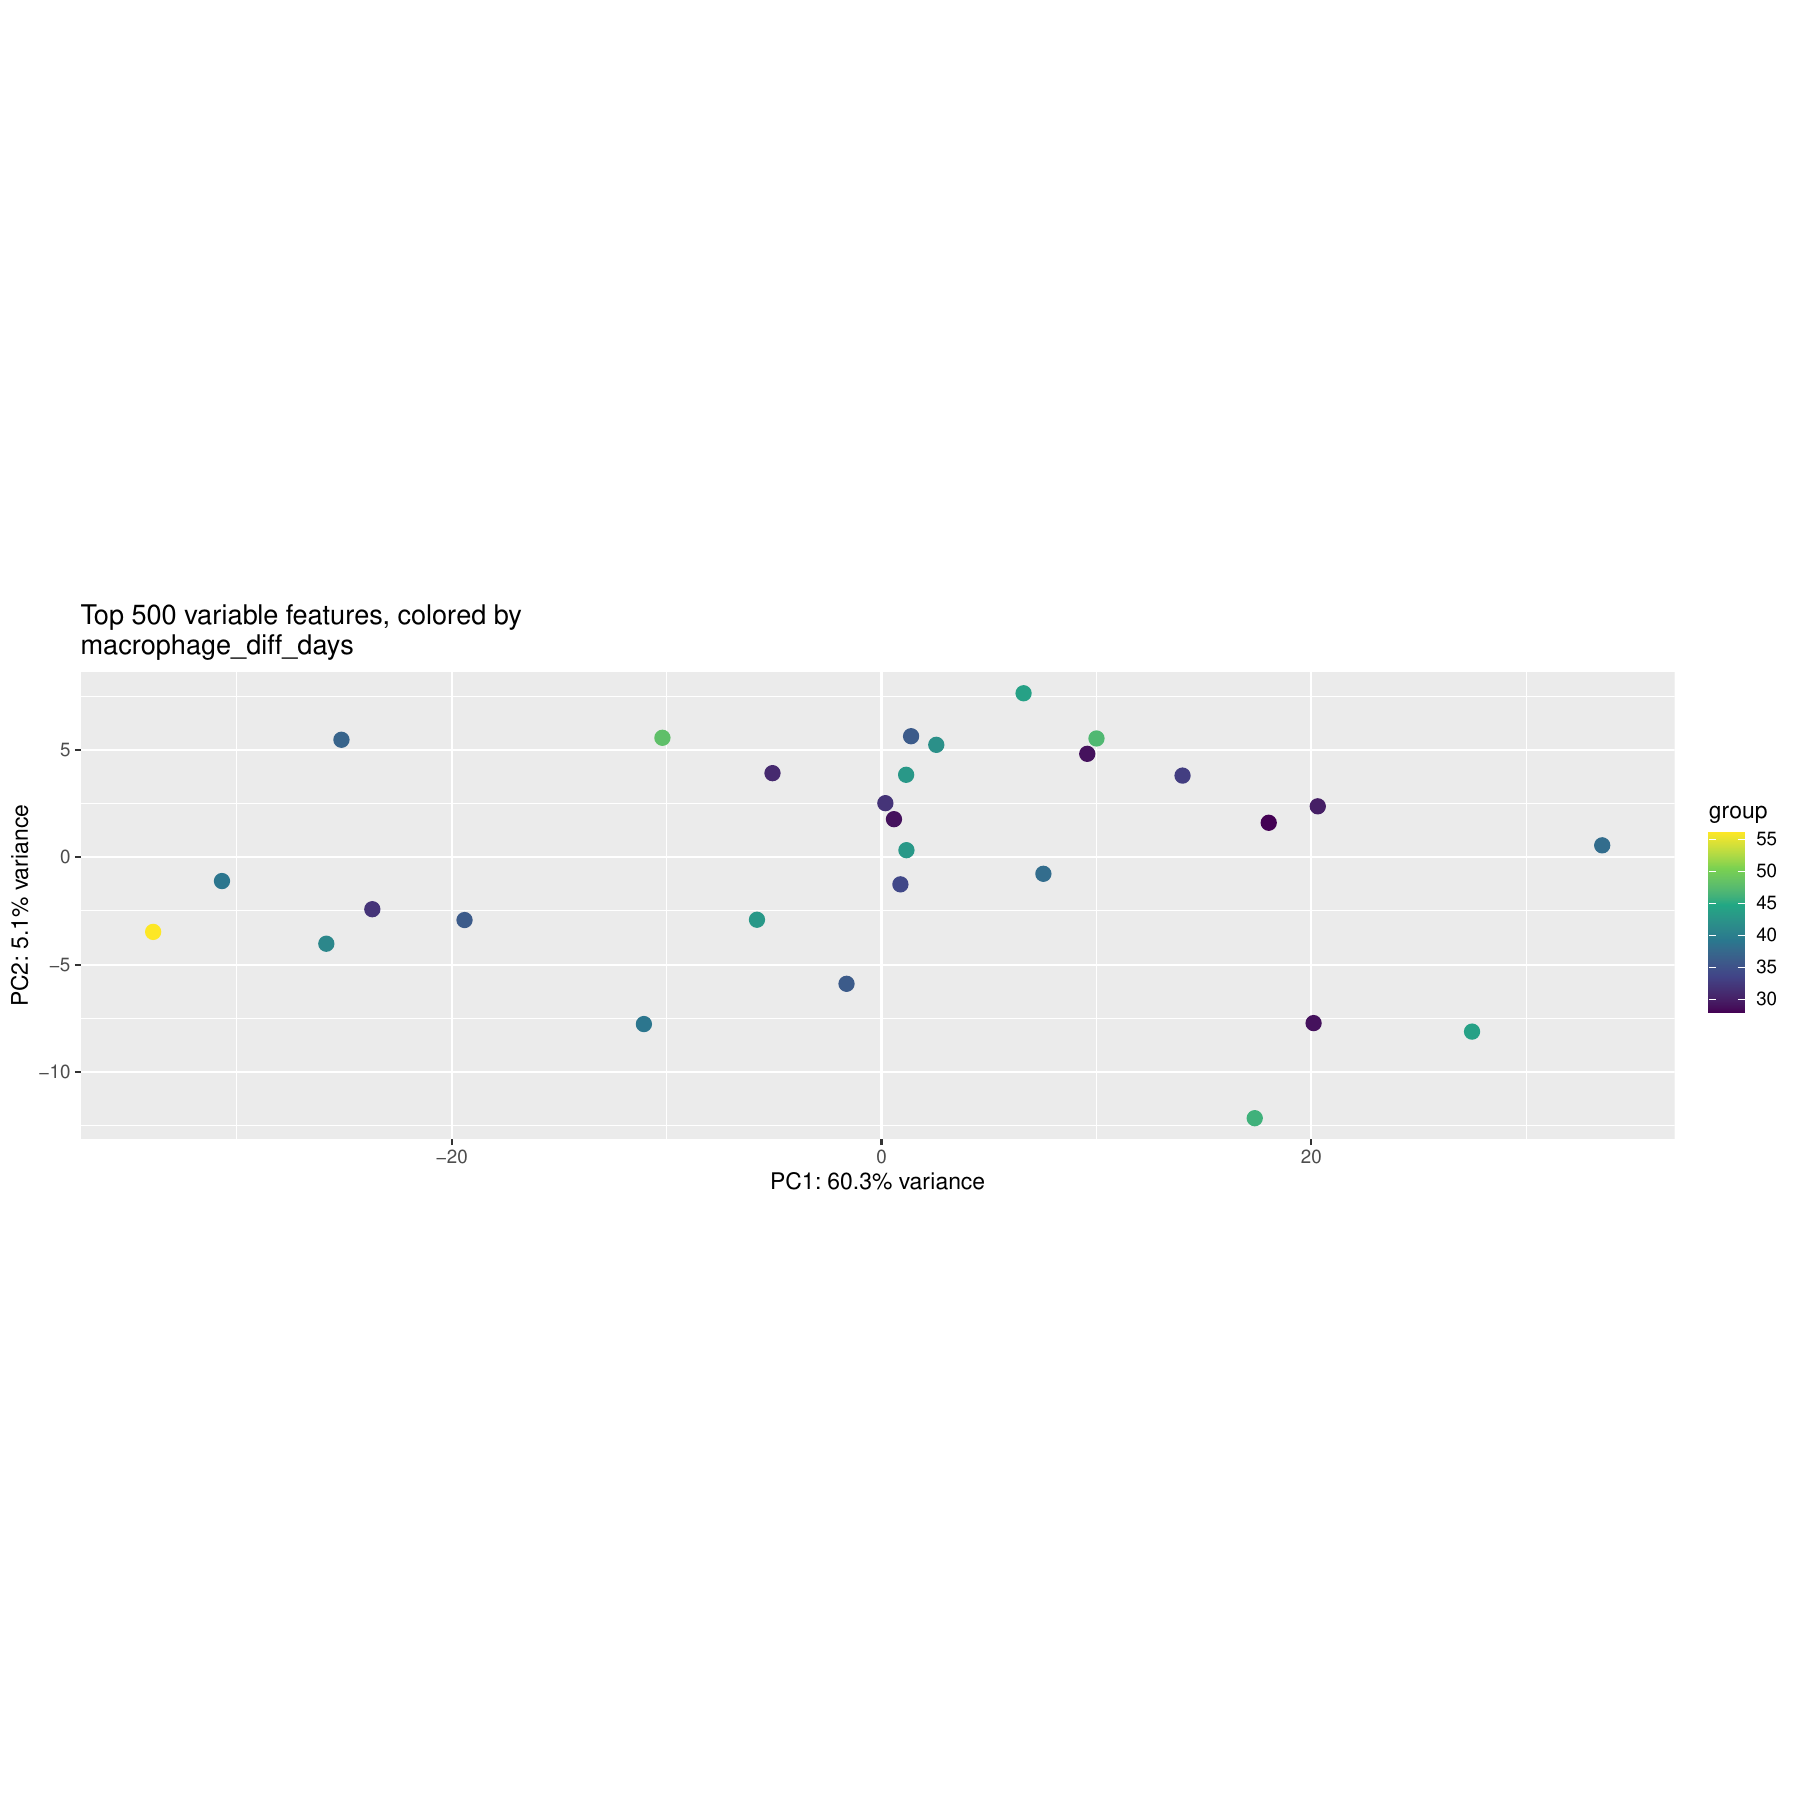 Top 500 variable features, colored by
macrophage_diff_days
PC2: 5.1% variance
5
0
−5
−10
−20
0
20
PC1: 60.3% variance
group
55
50
45
40
35
30